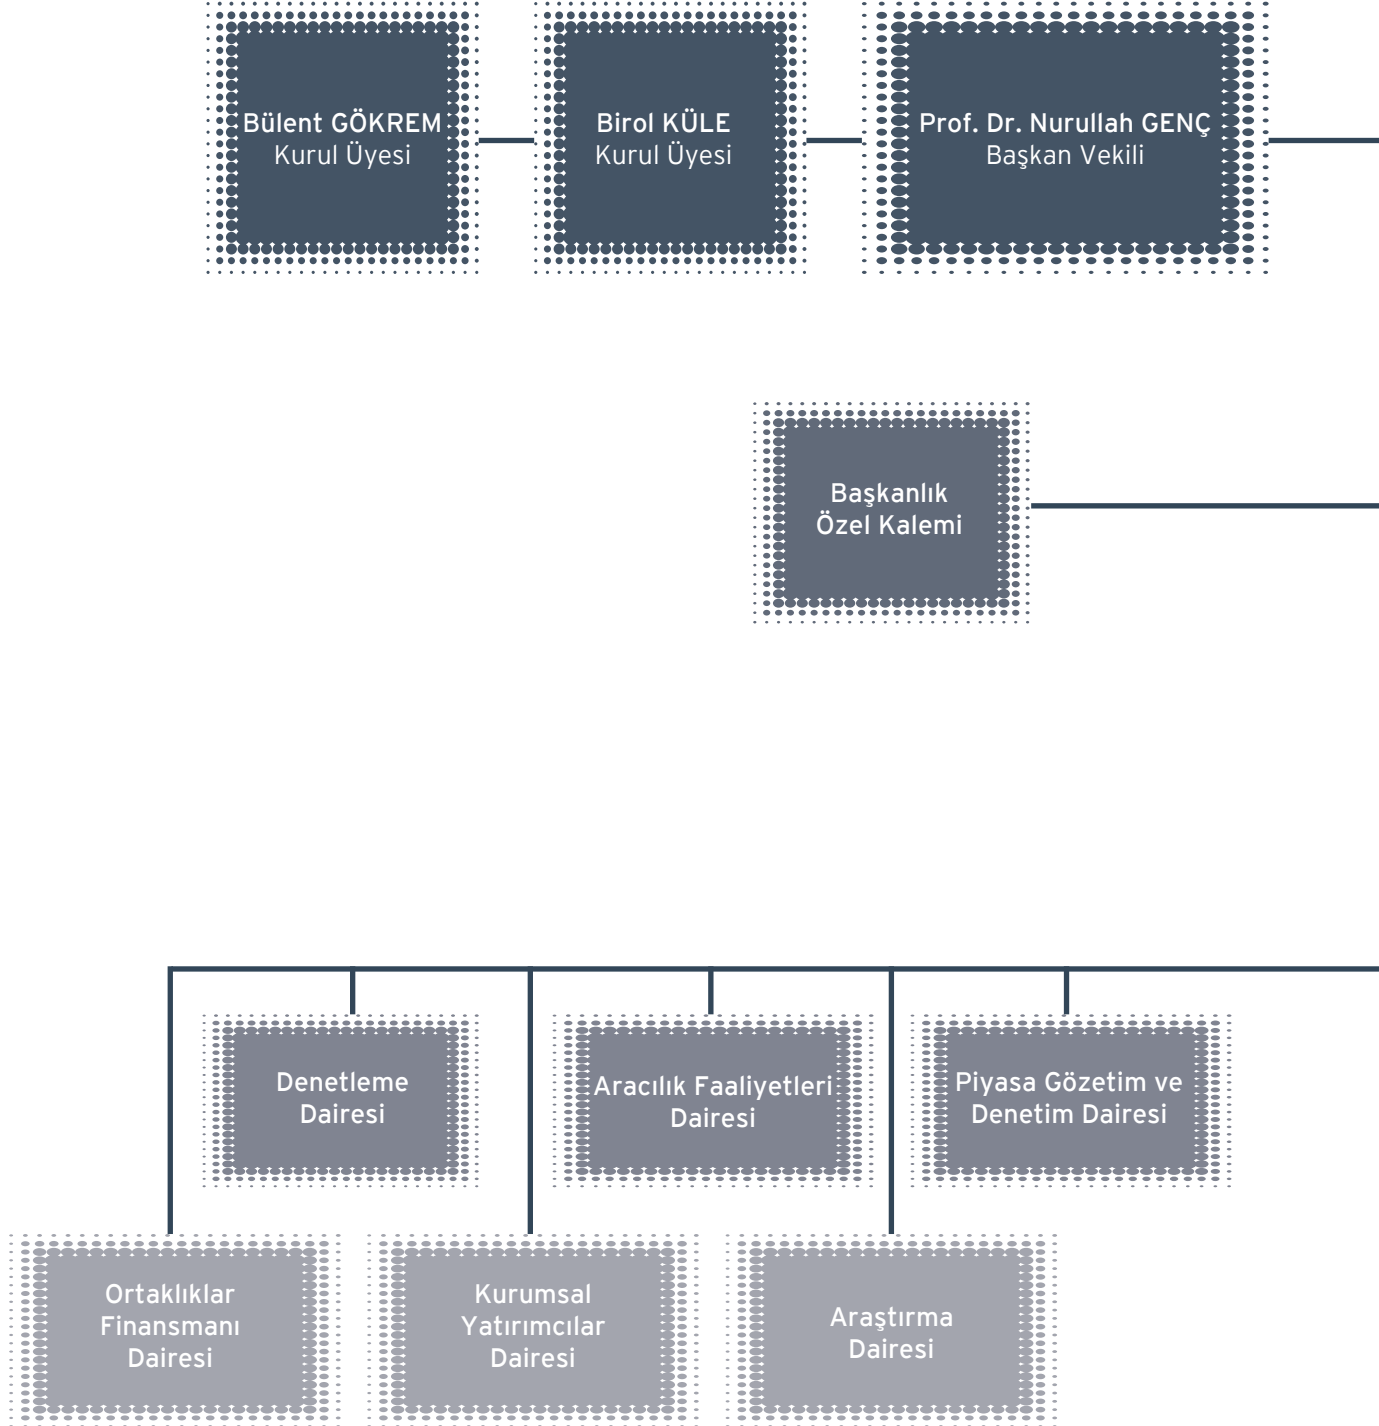 Bülent GÖKREM
Kurul Üyesi
Birol KÜLE
Kurul Üyesi
Prof. Dr. Nurullah GENÇ
Başkan Vekili
Başkanlık
Özel Kalemi
Denetleme
Dairesi
Aracılık Faaliyetleri
Dairesi
Piyasa Gözetim ve
Denetim Dairesi
Ortaklıklar
Finansmanı
Dairesi
Kurumsal
Yatırımcılar
Dairesi
Araştırma
Dairesi